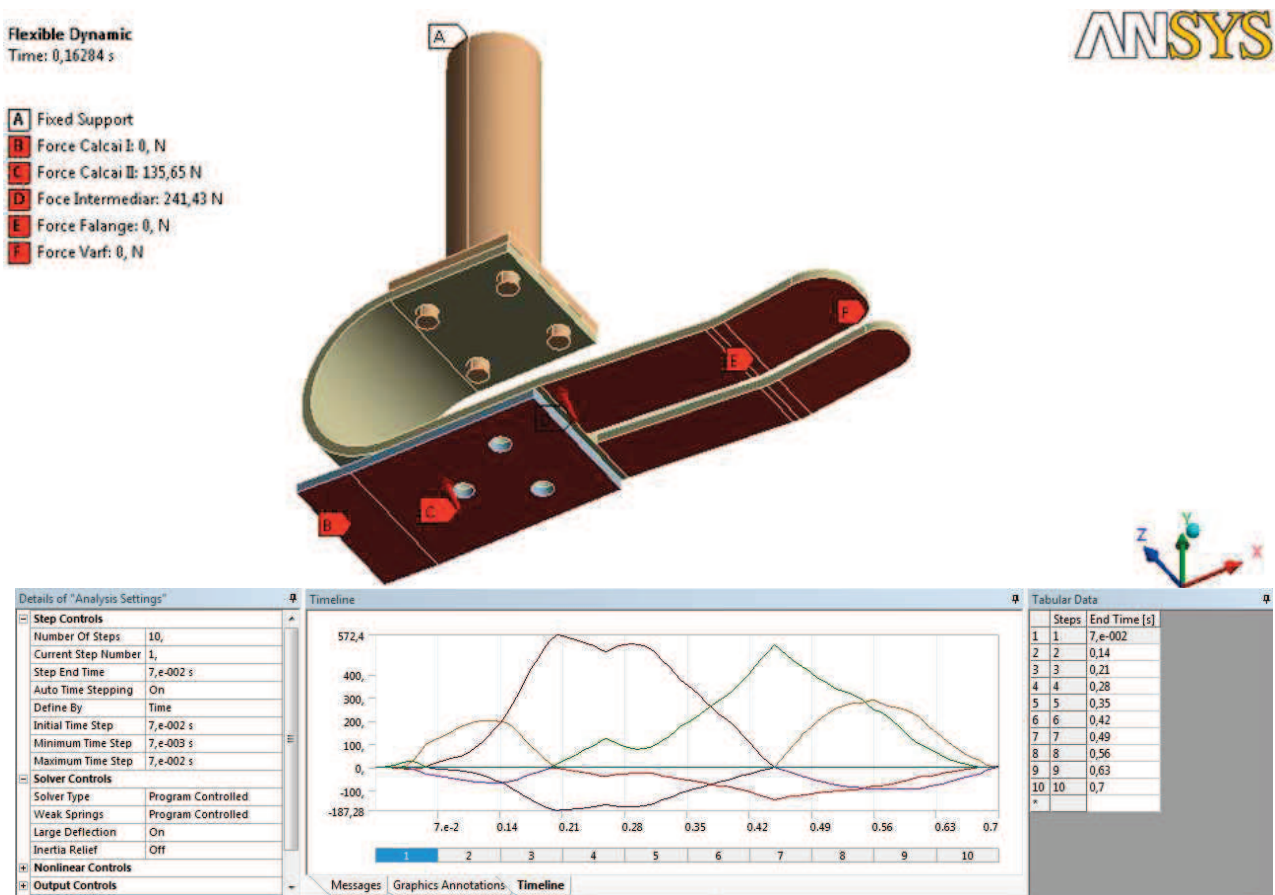 Flexible Dynamic
Time: 0,16284 s
ANSYS
A
A Fixed Support
B Force Calcai I: 0, N
C Force Calcai II: 135,65 N
D Foce Intermediar: 241,43 N
E Force Falange: 0, N
F Force Varf: 0, N
F
E
D
C
B
Z Y X
Details of "Analysis Settings"
Step Controls
Number Of Steps 10,
Current Step Number 1,
Step End Time 7,e-002 s
Auto Time Stepping On
Define By Time
Initial Time Step 7,e-002 s
Minimum Time Step 7,e-003 s
Maximum Time Step 7,e-002 s
Solver Controls
Solver Type Program Controlled
Weak Springs Program Controlled
Large Deflection On
Inertia Relief Off
Nonlinear Controls
Output Controls
Timeline
572,4
400,
300,
200,
100,
0,
-100,
-187,28
7.e-2 0.14 0.21 0.28 0.35 0.42 0.49 0.56 0.63 0.7
1 2 3 4 5 6 7 8 9 10
Messages Graphics Annotations Timeline
Tabular Data
Steps End Time [s]
1 1 7,e-002
2 2 0,14
3 3 0,21
4 4 0,28
5 5 0,35
6 6 0,42
7 7 0,49
8 8 0,56
9 9 0,63
10 10 0,7
*